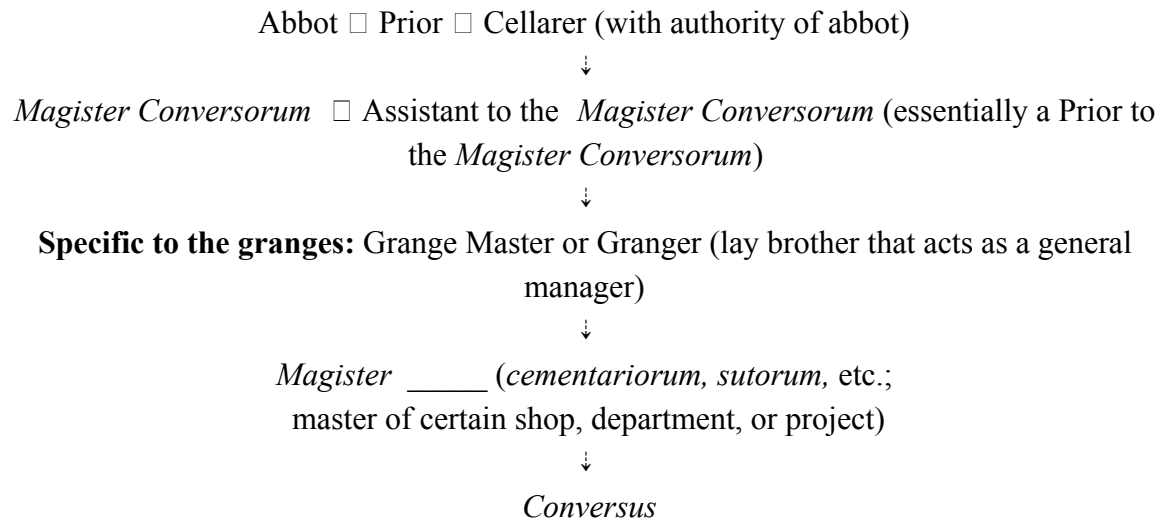 Abbot □ Prior □ Cellarer (with authority of abbot)
⇣
Magister Conversorum □ Assistant to the Magister Conversorum (essentially a Prior to
the Magister Conversorum)
⇣
Specific to the granges: Grange Master or Granger (lay brother that acts as a general
manager)
⇣
Magister _____ (cementariorum, sutorum, etc.;
master of certain shop, department, or project)
⇣
Conversus